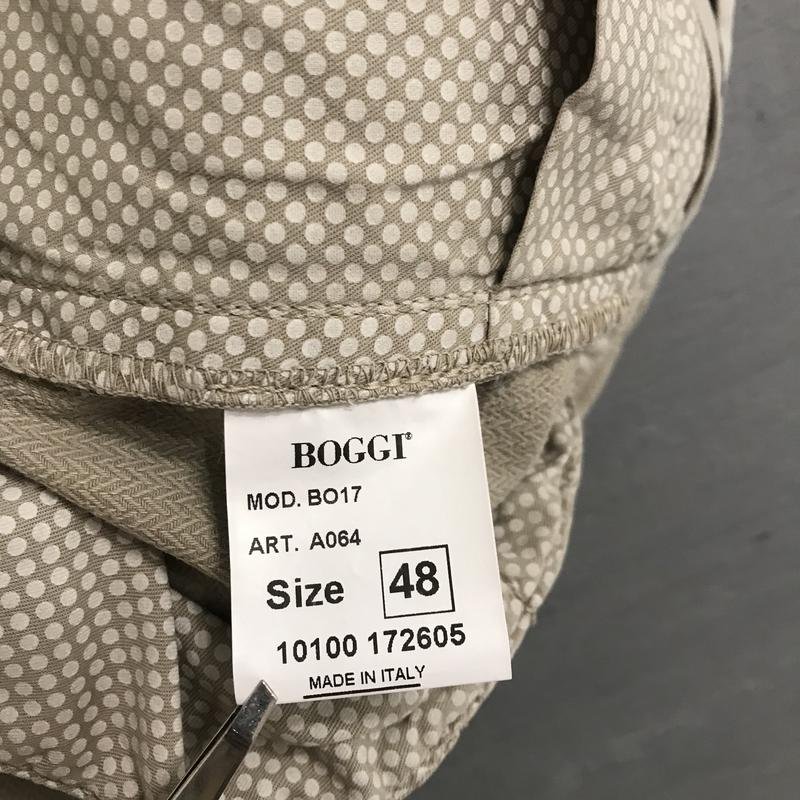 BOGGI®
MOD. BO17
ART. A064
Size 48
10100 172605
MADE IN ITALY